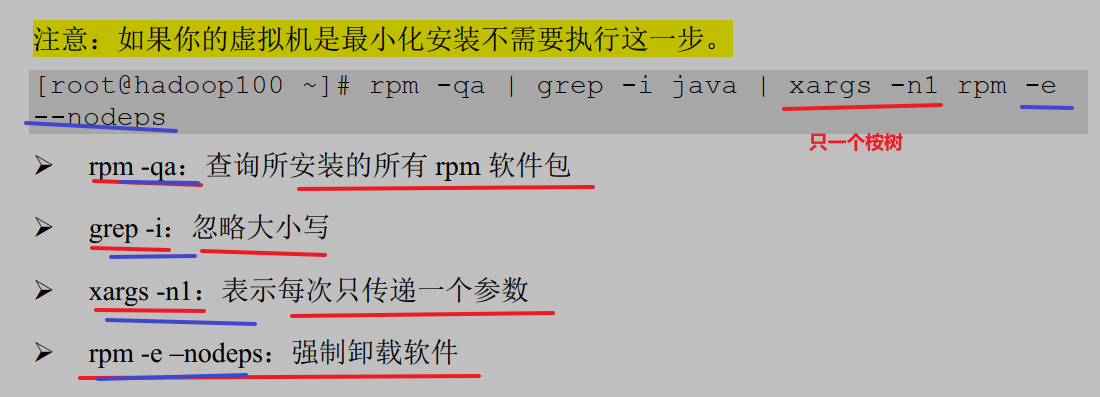 注意：如果你的虚拟机是最小化安装不需要执行这一步。
[root@hadoop100 ~]# rpm -qa | grep -i java | xargs -n1 rpm -e
--nodeps
只一个桉树
➢ rpm -qa：查询所安装的所有 rpm 软件包
➢ grep -i：忽略大小写
➢ xargs -n1：表示每次只传递一个参数
➢ rpm -e –nodeps：强制卸载软件